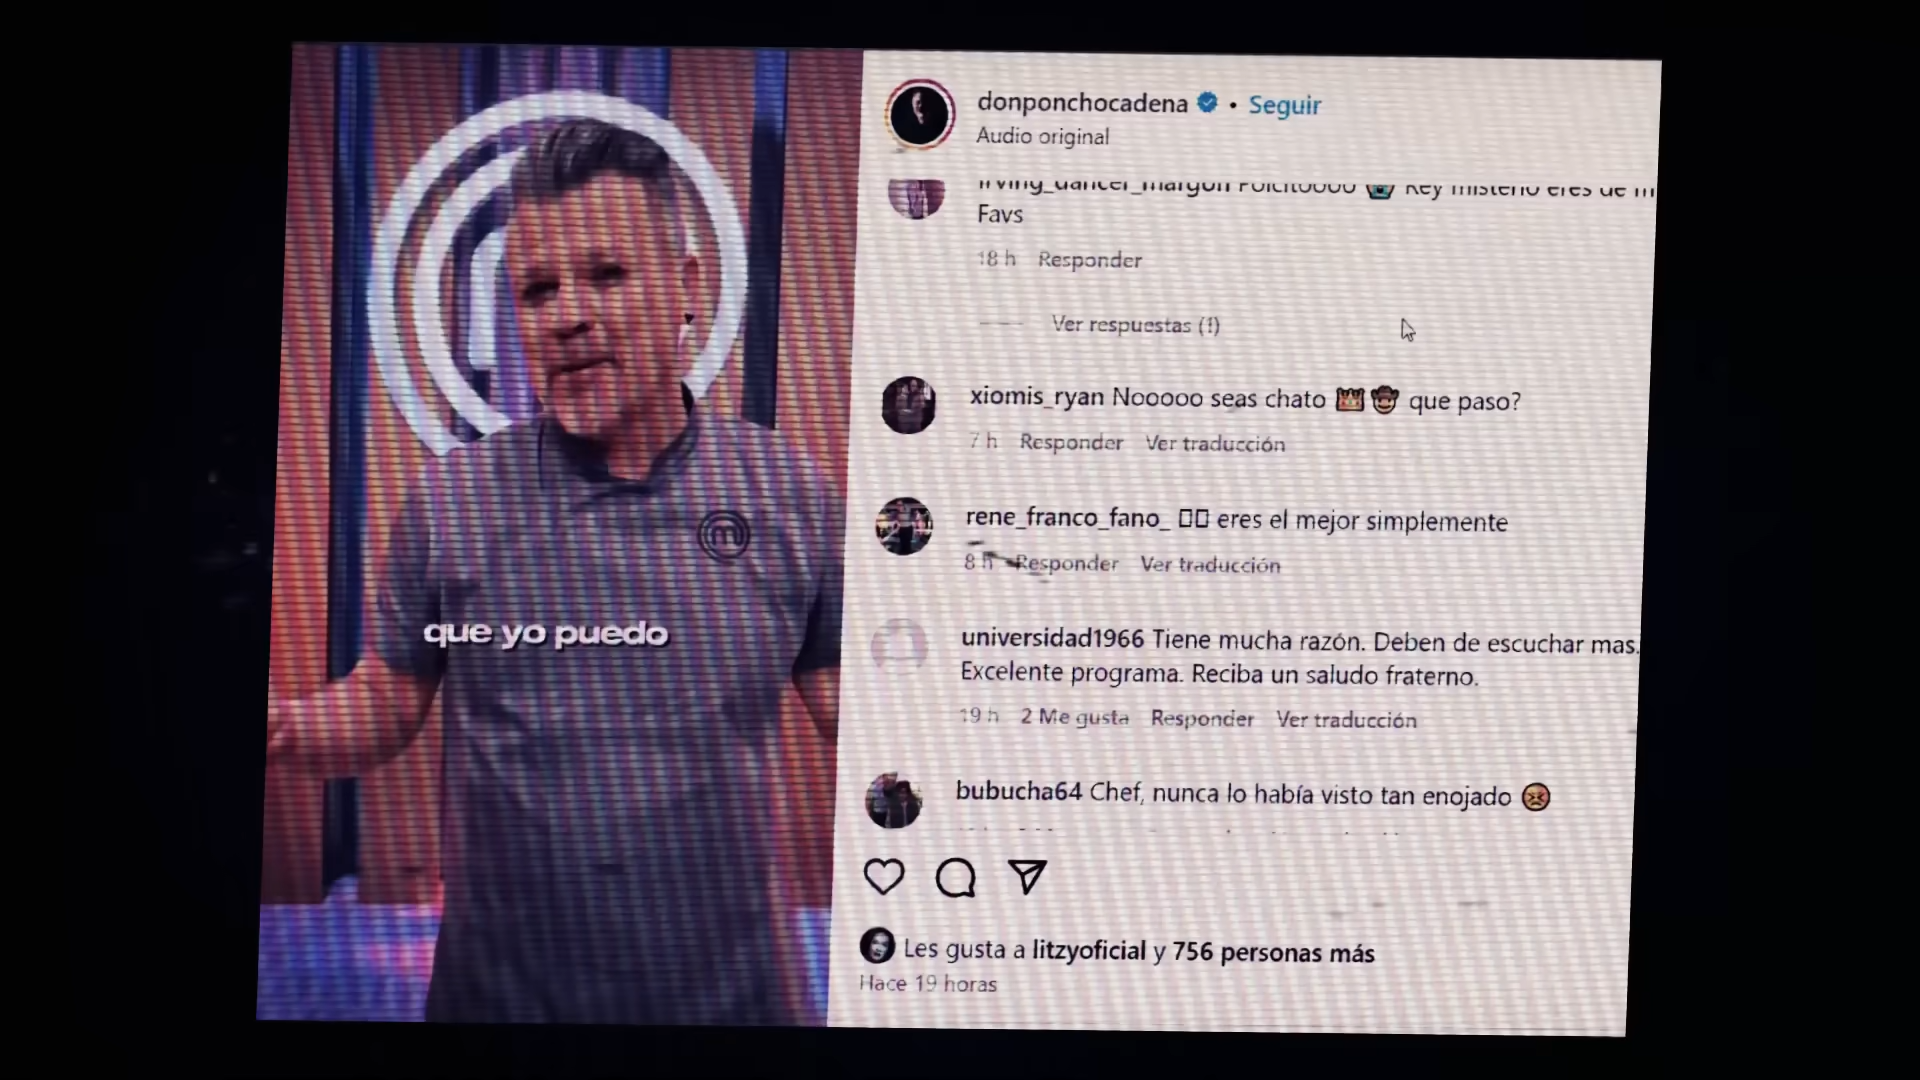 donponchocadena • Seguir
Audio original
Rey misterio eres de
Favs
18 h Responder
Ver respuestas (1)
xiomis_ryan Nooooo seas chato 👑🤠 que paso?
7 h Responder Ver traducción
rene_franco_fano_ □□ eres el mejor simplemente
8 h Responder Ver traducción
universidad1966 Tiene mucha razón. Deben de escuchar mas.
Excelente programa. Reciba un saludo fraterno.
19 h 2 Me gusta Responder Ver traducción
bubucha64 Chef, nunca lo había visto tan enojado 😣
Les gusta a litzyoficial y 756 personas más
Hace 19 horas
que yo puedo
m